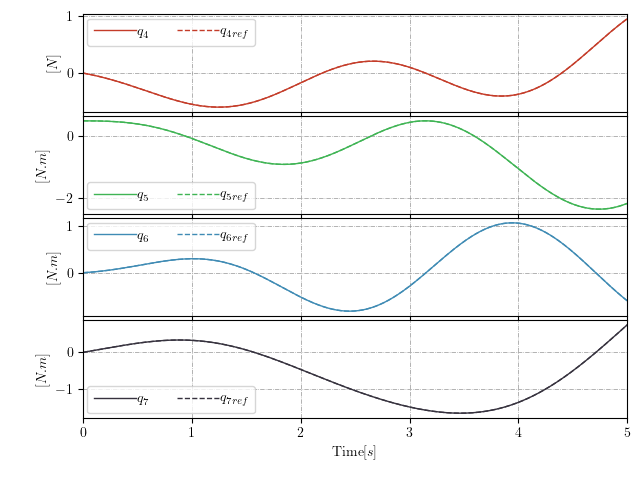 1
0
[N]
q4 q4ref
0
−2
[N.m]
q5 q5ref
1
0
[N.m]
q6 q6ref
0
−1
[N.m]
q7 q7ref
0 1 2 3 4 5
Time[s]